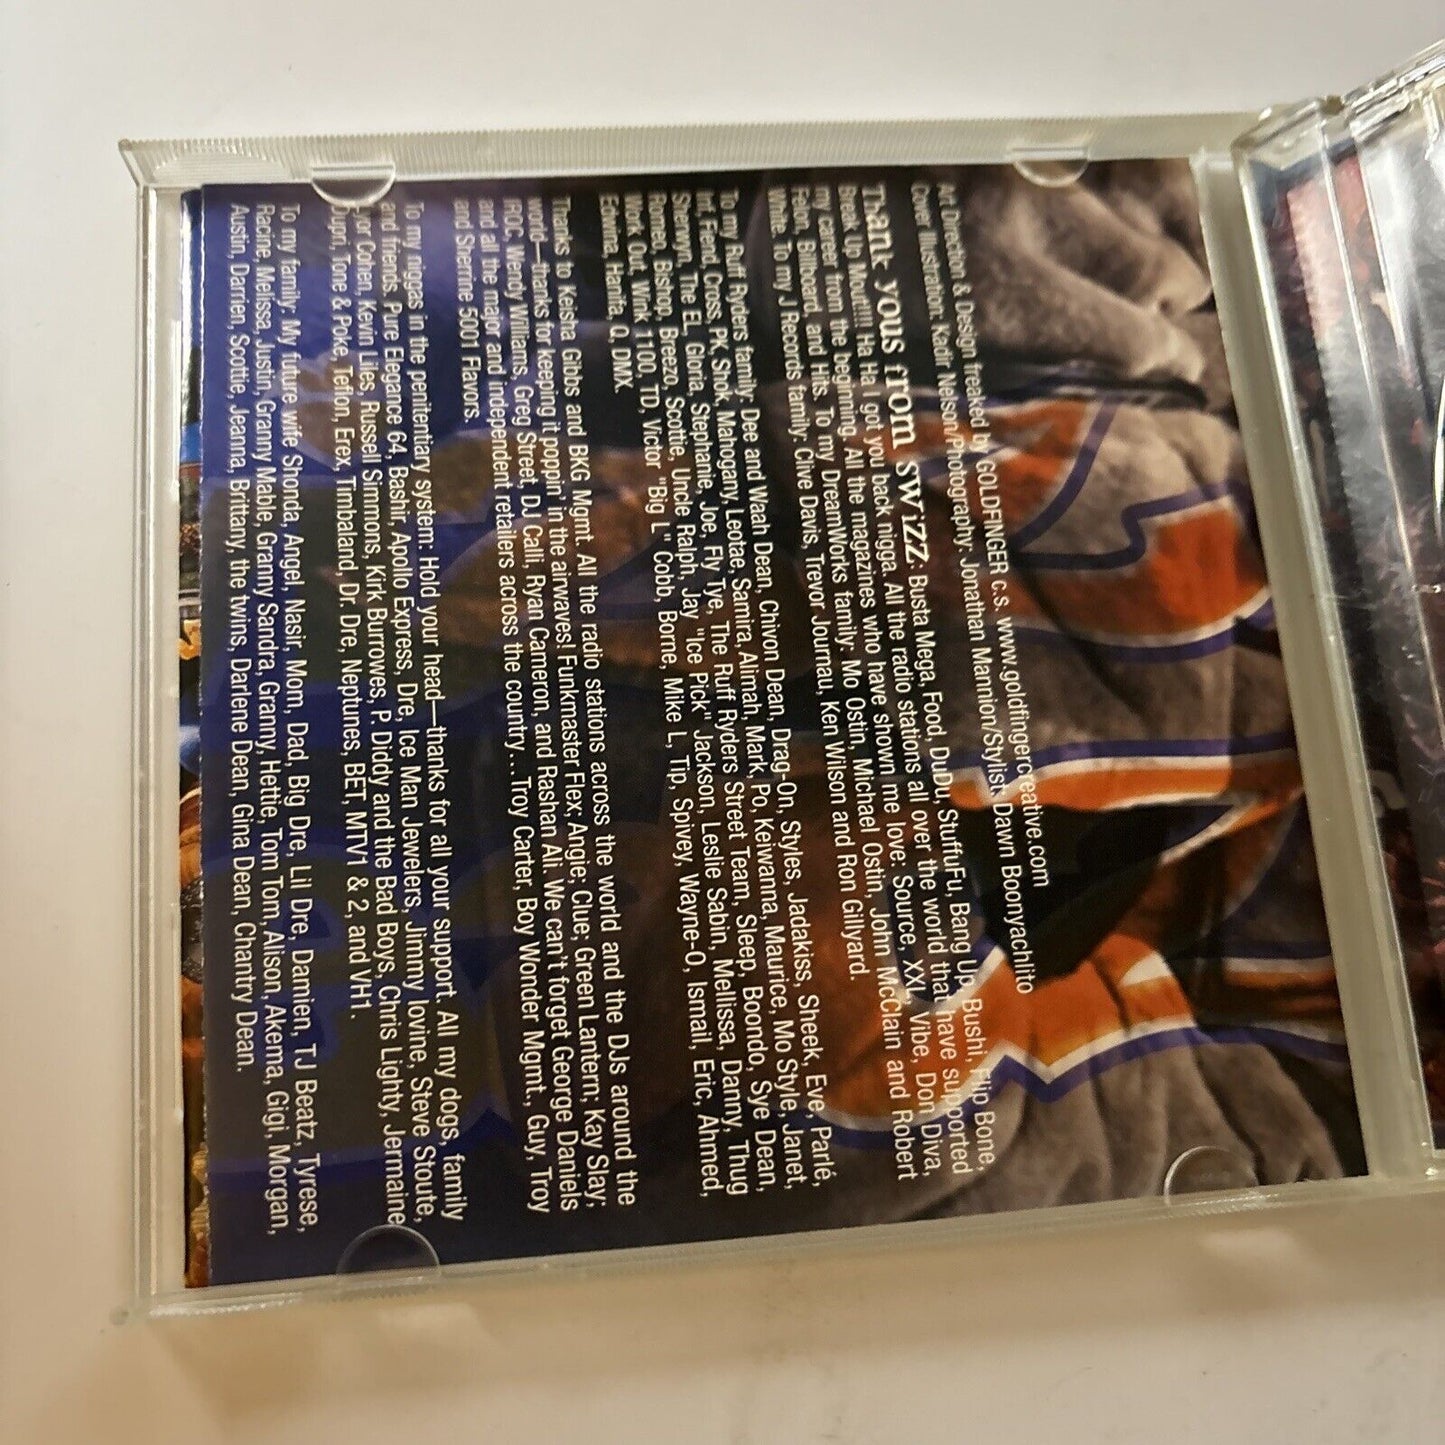 Art Direction & Design freaked by GOLDFINGER c.s. www.goldfingercreative.com
Cover Illustration: Kadir Nelson/Photography: Jonathan Mannion/Stylist: Dawn Boonyachlito
Thank yous from swizz: Busta Mega, Food, DuDu, StuffuFu, Bang Up, Bushi, Flip Bone,
Break Up Mout!!!! Ha Ha I got you back nigga. All the radio stations all over the world that have supported
my career from the beginning. All the magazines who have shown me love: Source, XXL, Vibe, Don Diva,
Felon, Billboard, and Hits. To my DreamWorks family: Mo Ostin, Michael Ostin, John McClain and Robert
White. To my J Records family: Clive Davis, Trevor Journau, Ken Wilson and Ron Gillyard.
To my Ruff Ryders family: Dee and Waah Dean, Chivon Dean, Drag-On, Styles, Jadakiss, Sheek, Eve, Parlé,
Inf, Frend, Cross, PK, Shok, Mahogany, Leotae, Samira, Alimah, Mark, Po, Keiwanna, Maurice, Mo Style, Janet,
Sherwyn, The EL, Gloria, Stephanie, Joe, Fly Tye, The Ruff Ryders Street Team, Sleep, Boondo, Sye Dean,
Romeo, Bishop, Breezo, Scottie, Uncle Ralph, Jay "Ice Pick" Jackson, Leslie Sabin, Mellissa, Danny, Thug
Work Out, Wink 1100, TD, Victor "Big L" Cobb, Borne, Mike L, Tip, Spivey, Wayne-O, Ismail, Eric, Ahmed,
Edwina, Hanita, Q, DMX.
Thanks to Keisha Gibbs and BKG Mgmt. All the radio stations across the world and the DJs around the
world—thanks for keeping it poppin' in the airwaves! Funkmaster Flex; Angie; Clue; Green Lantern; Kay Slay;
ROC, Wendy Williams, Greg Street, DJ Calli, Ryan Cameron, and Rashan Ali. We can't forget George Daniels
and all the major and independent retailers across the country...Troy Carter, Boy Wonder Mgmt., Guy, Troy
and Sherrine 5001 Flavors.
To my niggas in the penitentiary system: Hold your head—thanks for all your support. All my dogs, family
and friends, Pure Elegance 64, Bashir, Apollo Express, Dre, Ice Man Jewelers, Jimmy Iovine, Steve Stoute,
Lyor Cohen, Kevin Liles, Russell Simmons, Kirk Burrowes, P. Diddy and the Bad Boys, Chris Lighty, Jermaine
Dupri, Tone & Poke, Teflon, Erex, Timbaland, Dr. Dre, Neptunes, BET, MTV1 & 2, and VH1.
To my family: My future wife Shonda, Angel, Nasir, Mom, Dad, Big Dre, Lil Dre, Damien, TJ Beatz, Tyrese,
Racine, Melissa, Justin, Granny Mable, Granny Sandra, Granny, Hettie, Tom Tom, Alison, Akema, Gigi, Morgan,
Austin, Darrien, Scottie, Jeanna, Brittany, the twins, Darlene Dean, Gina Dean, Chantry Dean.